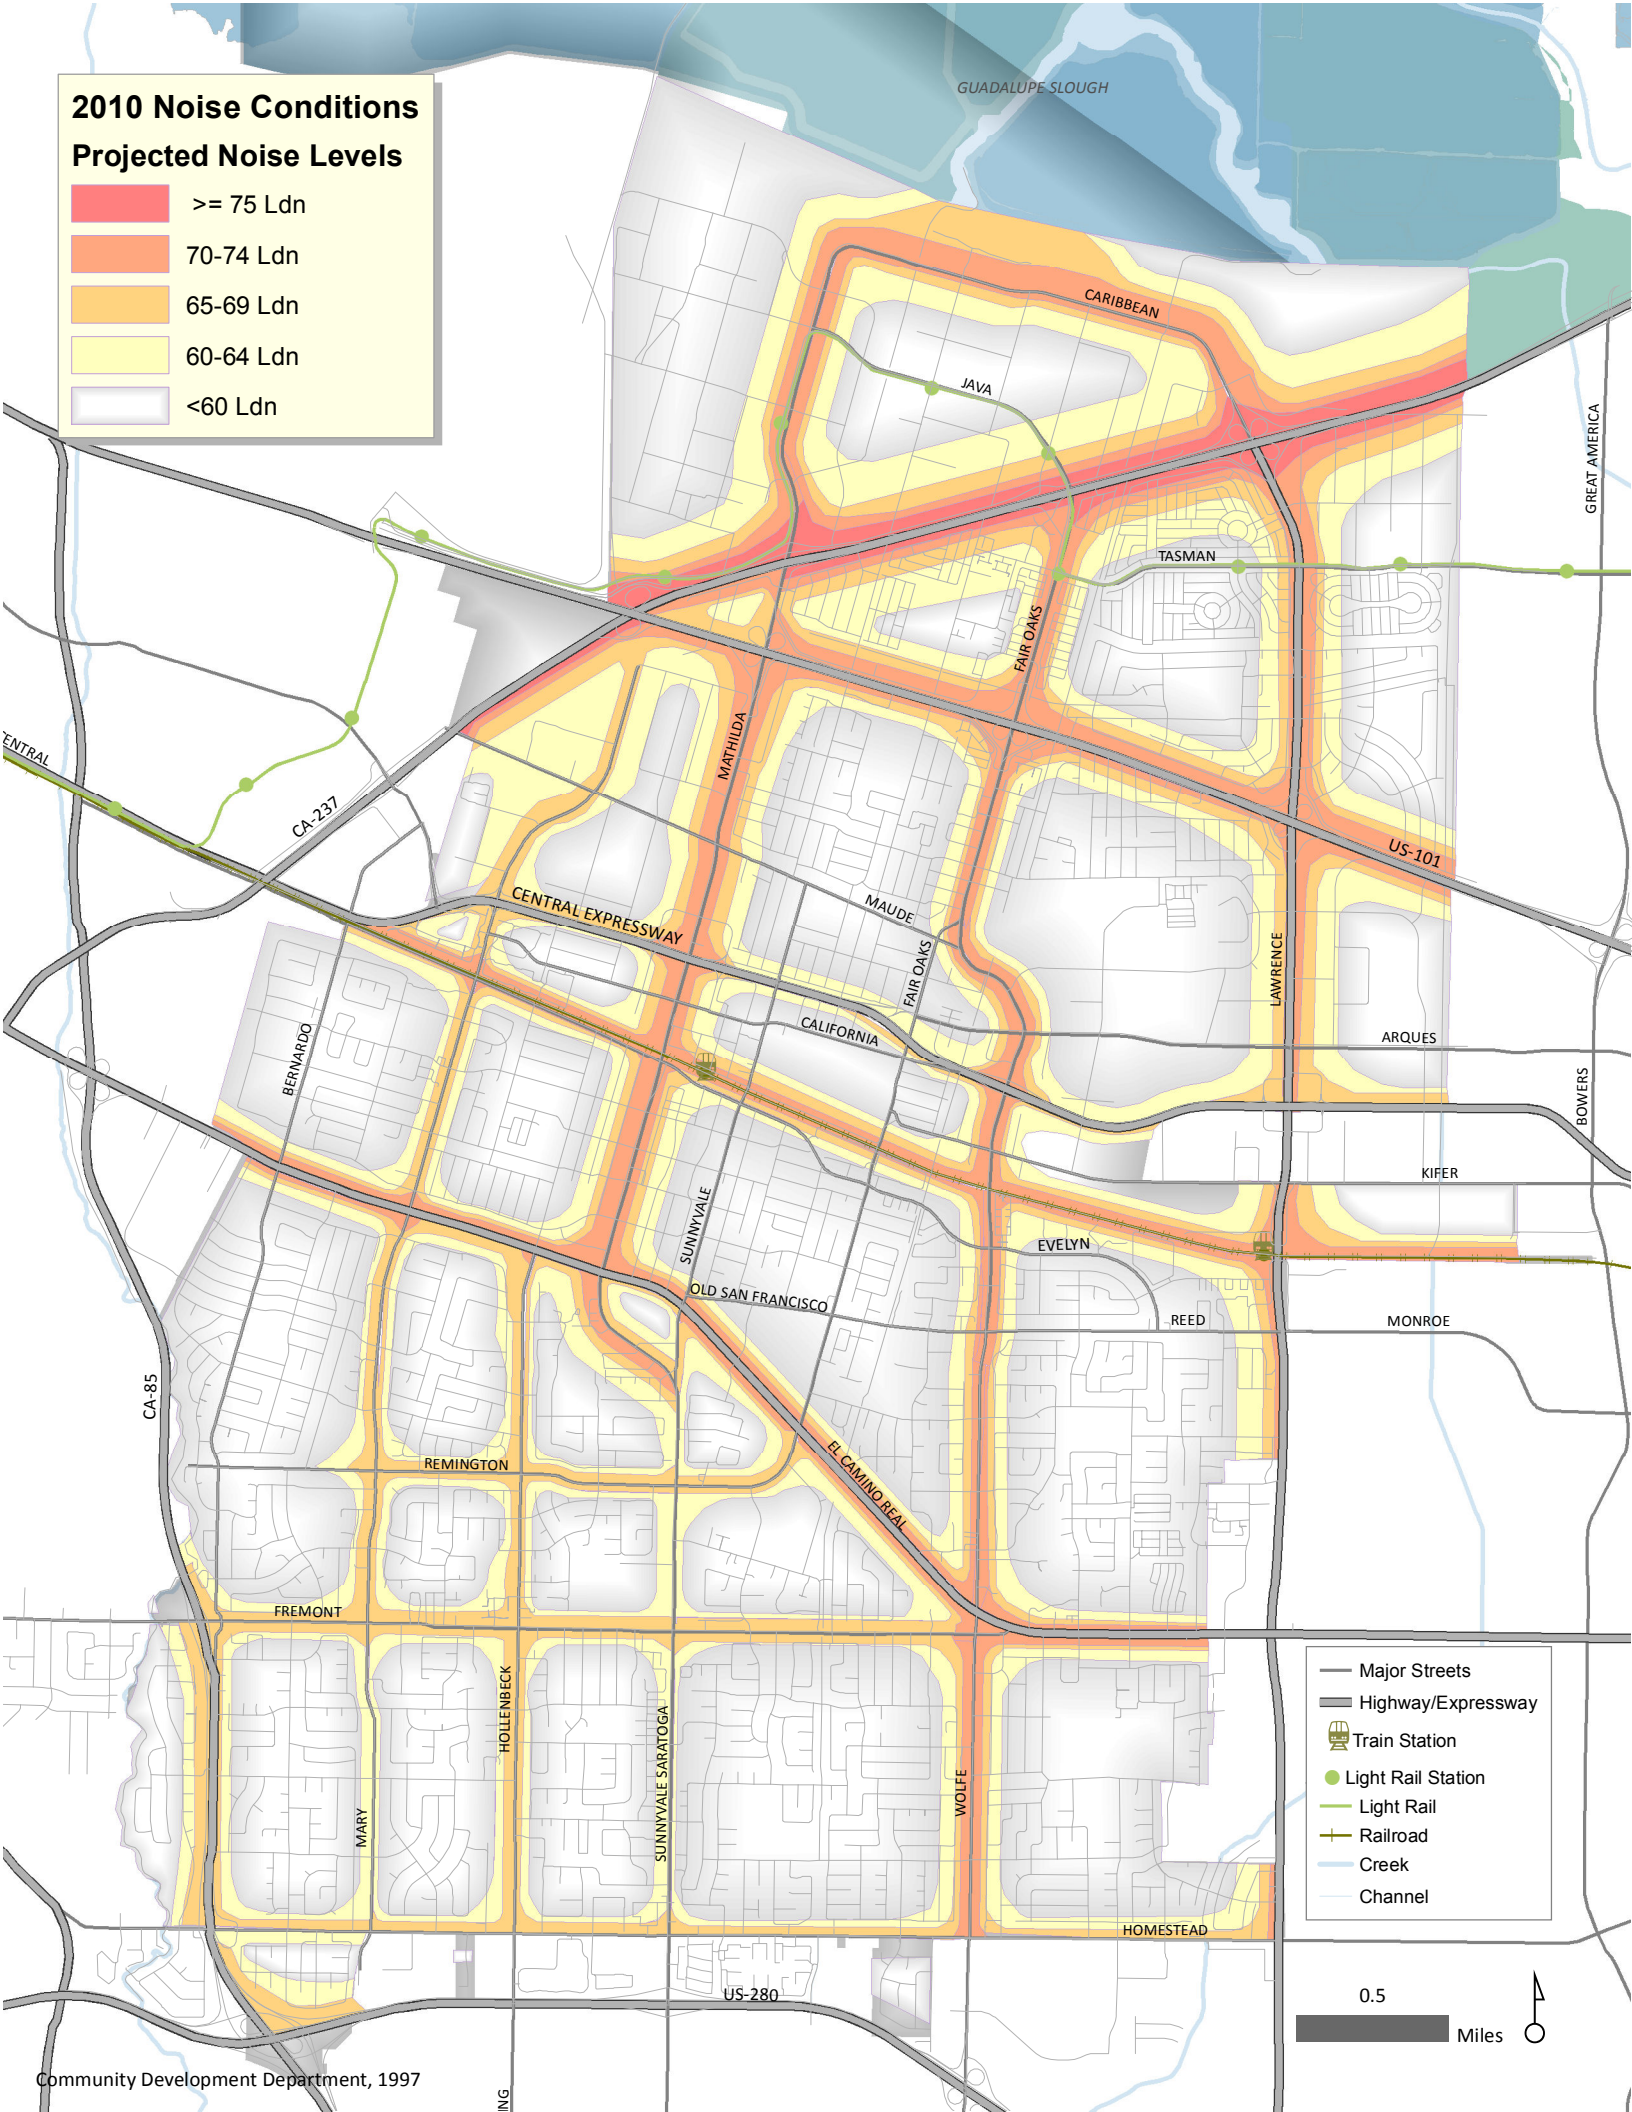 2010 Noise Conditions
Projected Noise Levels
>= 75 Ldn
70-74 Ldn
65-69 Ldn
60-64 Ldn
<60 Ldn
GUADALUPE SLOUGH
CARIBBEAN
JAVA
GREAT AMERICA
TASMAN
FAIR OAKS
MATHILDA
ENTRAL
CA-237
US-101
CENTRAL EXPRESSWAY
MAUDE
FAIR OAKS
LAWRENCE
CALIFORNIA
ARQUES
BERNARDO
BOWERS
KIFER
SUNNYVALE
EVELYN
OLD SAN FRANCISCO
REED
MONROE
CA-85
REMINGTON
EL CAMINO REAL
FREMONT
HOLLENBECK
SUNNYVALE SARATOGA
MARY
WOLFE
HOMESTEAD
US-280
Major Streets
Highway/Expressway
Train Station
Light Rail Station
Light Rail
Railroad
Creek
Channel
0.5
Miles
Community Development Department, 1997
NG